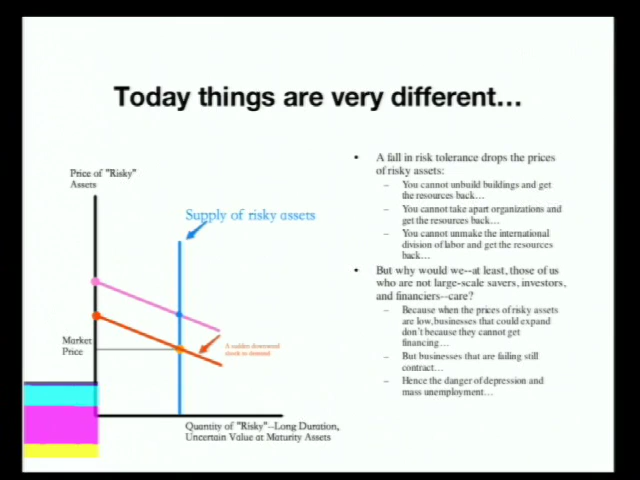 Today things are very different…
Price of "Risky"
Assets
Supply of risky assets
Market
Price
A sudden downward
shock to demand
Quantity of "Risky"--Long Duration,
Uncertain Value at Maturity Assets
• A fall in risk tolerance drops the prices
of risky assets:
– You cannot unbuild buildings and get
the resources back…
– You cannot take apart organizations and
get the resources back…
– You cannot unmake the international
division of labor and get the resources
back…
• But why would we--at least, those of us
who are not large-scale savers, investors,
and financiers--care?
– Because when the prices of risky assets
are low, businesses that could expand
don't because they cannot get
financing…
– But businesses that are failing still
contract…
– Hence the danger of depression and
mass unemployment…